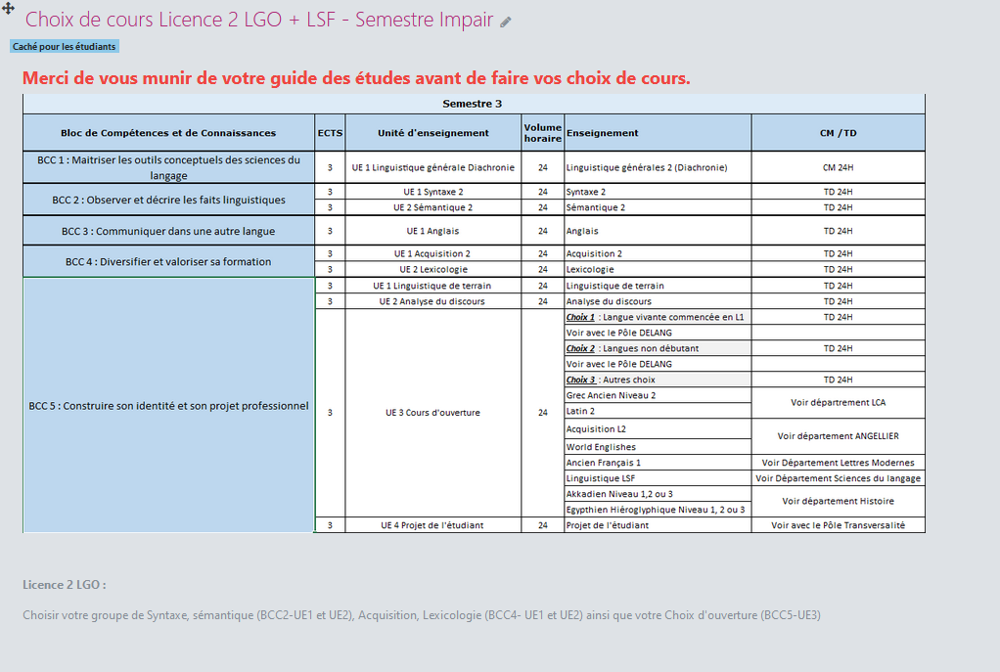 Choix de cours Licence 2 LGO + LSF - Semestre Impair
Caché pour les étudiants
Merci de vous munir de votre guide des études avant de faire vos choix de cours.
Semestre 3
Bloc de Compétences et de Connaissances ECTS Unité d'enseignement Volume horaire Enseignement CM /TD
BCC 1 : Maitriser les outils conceptuels des sciences du langage 3 UE 1 Linguistique générale Diachronie 24 Linguistique générales 2 (Diachronie) CM 24H
BCC 2 : Observer et décrire les faits linguistiques 3 UE 1 Syntaxe 2 24 Syntaxe 2 TD 24H
3 UE 2 Sémantique 2 24 Sémantique 2 TD 24H
BCC 3 : Communiquer dans une autre langue 3 UE 1 Anglais 24 Anglais TD 24H
BCC 4 : Diversifier et valoriser sa formation 3 UE 1 Acquisition 2 24 Acquisition 2 TD 24H
3 UE 2 Lexicologie 24 Lexicologie TD 24H
BCC 5 : Construire son identité et son projet professionnel 3 UE 1 Linguistique de terrain 24 Linguistique de terrain TD 24H
3 UE 2 Analyse du discours 24 Analyse du discours TD 24H
3 UE 3 Cours d'ouverture 24 Choix 1 : Langue vivante commencée en L1 TD 24H
Voir avec le Pôle DELANG
Choix 2 : Langues non débutant TD 24H
Voir avec le Pôle DELANG
Choix 3 : Autres choix TD 24H
Grec Ancien Niveau 2 Voir départrement LCA
Latin 2
Acquisition L2 Voir département ANGELLIER
World Englishes
Ancien Français 1 Voir Département Lettres Modernes
Linguistique LSF Voir Département Sciences du langage
Akkadien Niveau 1,2 ou 3 Voir département Histoire
Egyptien Hiéroglyphique Niveau 1, 2 ou 3
3 UE 4 Projet de l'étudiant 24 Projet de l'étudiant Voir avec le Pôle Transversalité
Licence 2 LGO :
Choisir votre groupe de Syntaxe, sémantique (BCC2-UE1 et UE2), Acquisition, Lexicologie (BCC4- UE1 et UE2) ainsi que votre Choix d'ouverture (BCC5-UE3)